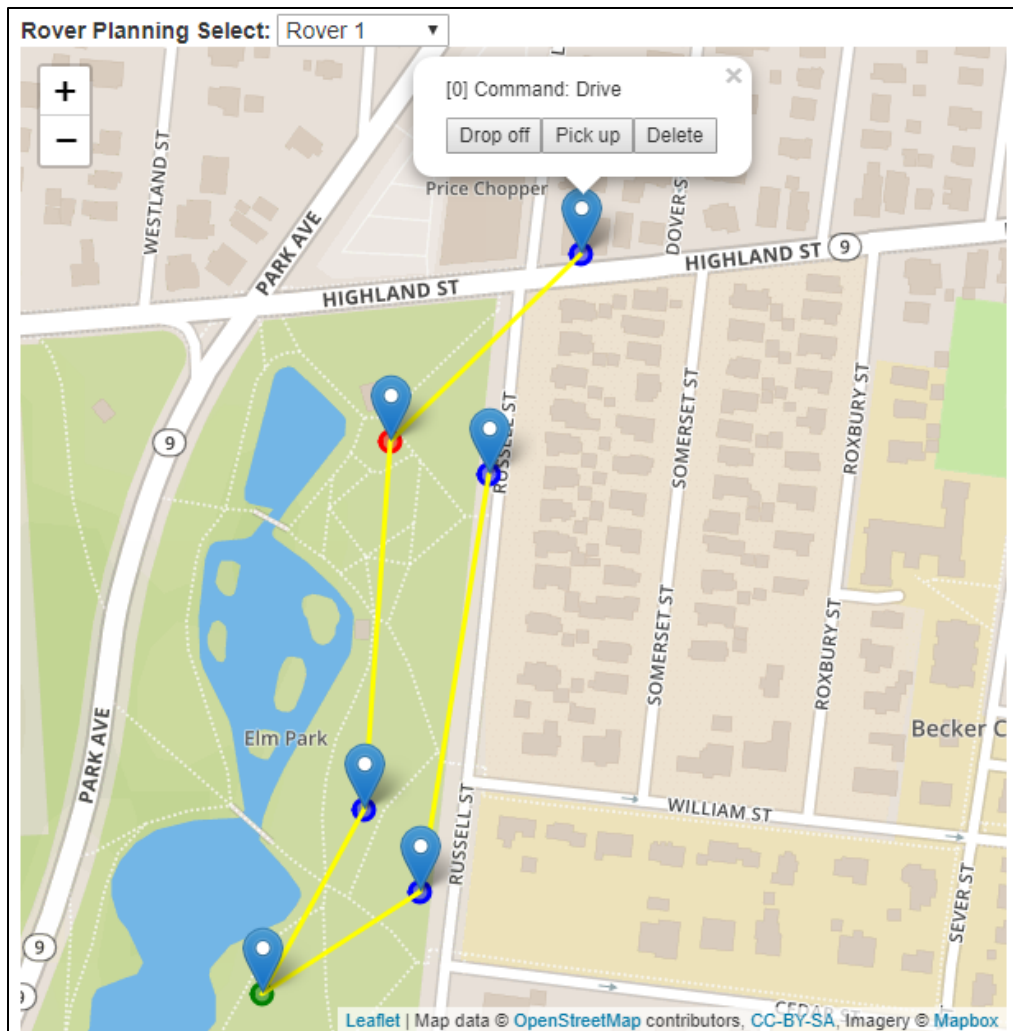 Rover Planning Select: Rover 1
+
−
[0] Command: Drive
×
Drop off Pick up Delete
Price Chopper
WESTLAND ST
PARK AVE
DOVER S
HIGHLAND ST
9
HIGHLAND ST
9
RUSSELL ST
SOMERSET ST
ROXBURY ST
SOMERSET ST
ROXBURY ST
PARK AVE
Elm Park
Becker C
RUSSELL ST
WILLIAM ST
SEVER ST
9
9
CEDAR ST
Leaflet | Map data © OpenStreetMap contributors, CC-BY-SA, Imagery © Mapbox